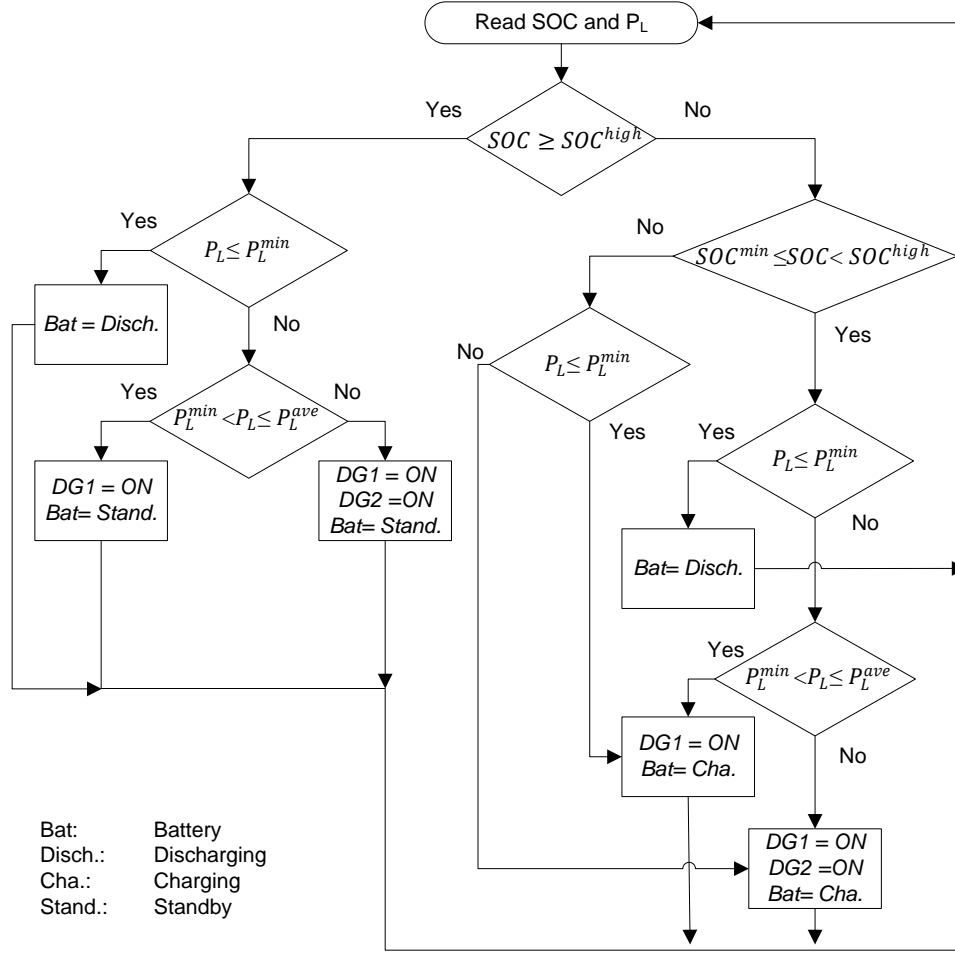 Read SOC and P_L
Yes
No
SOC ≥ SOC^high
Yes
P_L ≤ P_L^min
No
SOC^min ≤SOC< SOC^high
Bat = Disch.
No
No
P_L ≤ P_L^min
Yes
Yes
P_L^min <P_L ≤ P_L^ave
No
Yes
Yes
P_L ≤ P_L^min
DG1 = ON
Bat= Stand.
DG1 = ON
DG2 =ON
Bat= Stand.
No
Bat= Disch.
Yes
P_L^min <P_L ≤ P_L^ave
DG1 = ON
Bat= Cha.
No
DG1 = ON
DG2 =ON
Bat= Cha.
Bat: Battery
Disch.: Discharging
Cha.: Charging
Stand.: Standby